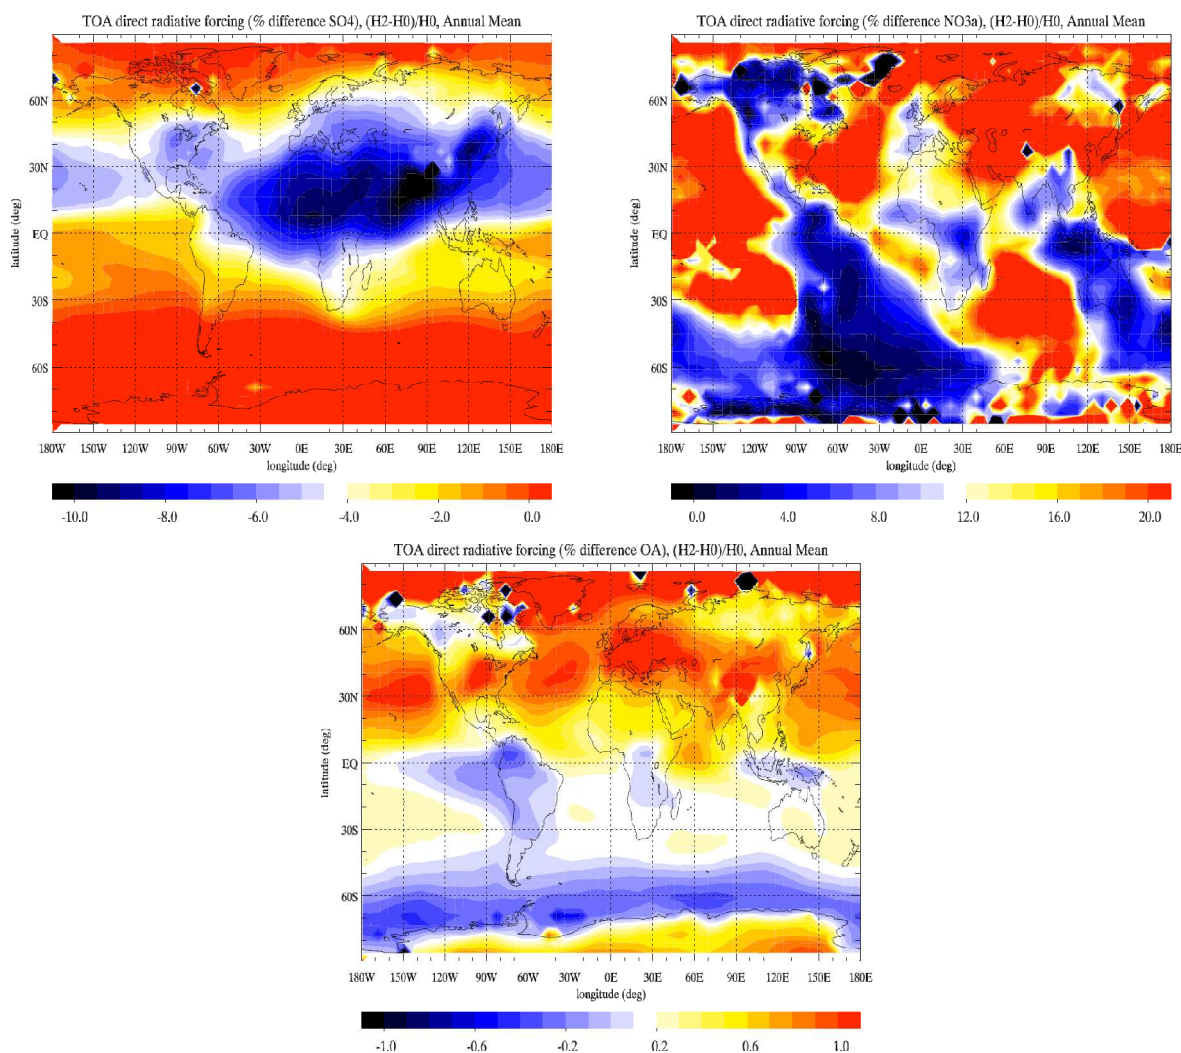 TOA direct radiative forcing (% difference SO4), (H2-H0)/H0, Annual Mean
latitude (deg)
60N
30N
EQ
30S
60S
180W 150W 120W 90W 60W 30W 0E 30E 60E 90E 120E 150E 180E
longitude (deg)
-10.0 -8.0 -6.0 -4.0 -2.0 0.0
TOA direct radiative forcing (% difference NO3a), (H2-H0)/H0, Annual Mean
latitude (deg)
60N
30N
EQ
30S
60S
180W 150W 120W 90W 60W 30W 0E 30E 60E 90E 120E 150E 180E
longitude (deg)
0.0 4.0 8.0 12.0 16.0 20.0
TOA direct radiative forcing (% difference OA), (H2-H0)/H0, Annual Mean
latitude (deg)
60N
30N
EQ
30S
60S
180W 150W 120W 90W 60W 30W 0E 30E 60E 90E 120E 150E 180E
longitude (deg)
-1.0 -0.6 -0.2 0.2 0.6 1.0